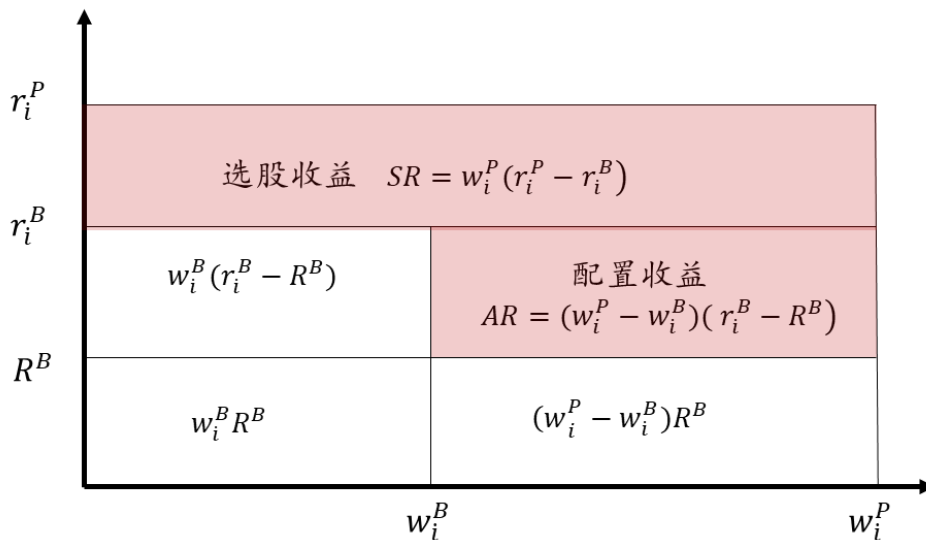 r_i^P
选股收益 SR = w_i^P(r_i^P − r_i^B)
r_i^B
w_i^B(r_i^B − R^B)
配置收益
AR = (w_i^P − w_i^B)( r_i^B − R^B)
R^B
w_i^B R^B
(w_i^P − w_i^B)R^B
w_i^B
w_i^P